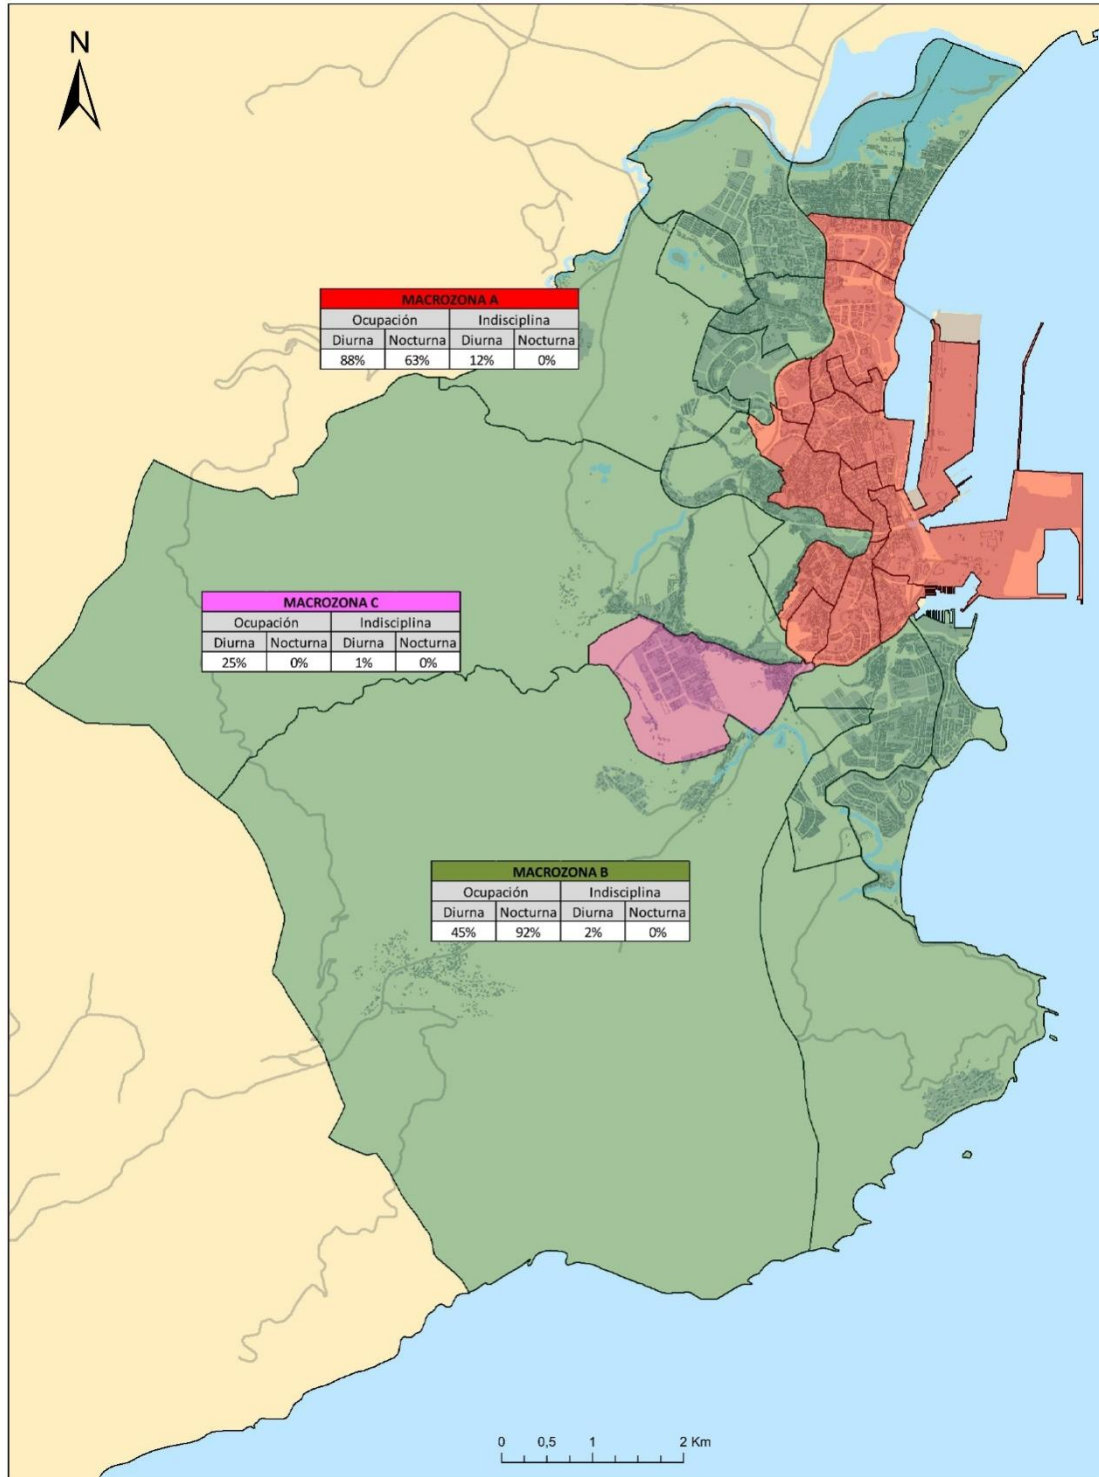 N
MACROZONA A
Ocupación Indisciplina
Diurna Nocturna Diurna Nocturna
88% 63% 12% 0%
MACROZONA C
Ocupación Indisciplina
Diurna Nocturna Diurna Nocturna
25% 0% 1% 0%
MACROZONA B
Ocupación Indisciplina
Diurna Nocturna Diurna Nocturna
45% 92% 2% 0%
0 0,5 1 2 Km